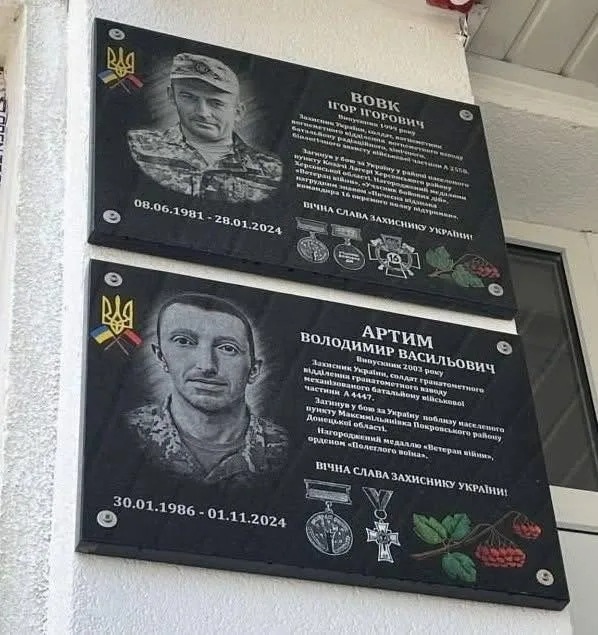 ВОВК
ІГОР ІГОРОВИЧ
Випускник 1999 року
Захисник України, солдат, вогнеметник
вогнеметного відділення вогнеметного взводу
батальйону радіаційного, хімічного,
біологічного захисту військової частини А 2558.
Загинув у бою за Україну в районі населеного
пункту Козачі Лагері Херсонського району
Херсонської області. Нагороджений медалями
«Ветеран війни», «Учасник бойових дій»,
нагрудним знаком «Почесна відзнака
командира 16 окремого полку підтримки».
08.06.1981 - 28.01.2024
ВІЧНА СЛАВА ЗАХИСНИКУ УКРАЇНИ!
16
АРТИМ
ВОЛОДИМИР ВАСИЛЬОВИЧ
Випускник 2003 року
Захисник України, солдат гранатометного
відділення гранатометного взводу
механізованого батальйону військової
частини А 4447.
Загинув у бою за Україну поблизу населеного
пункту Максимільянівка Покровського району
Донецької області.
Нагороджений медаллю «Ветеран війни»,
орденом «Полеглого воїна».
30.01.1986 - 01.11.2024
ВІЧНА СЛАВА ЗАХИСНИКУ УКРАЇНИ!